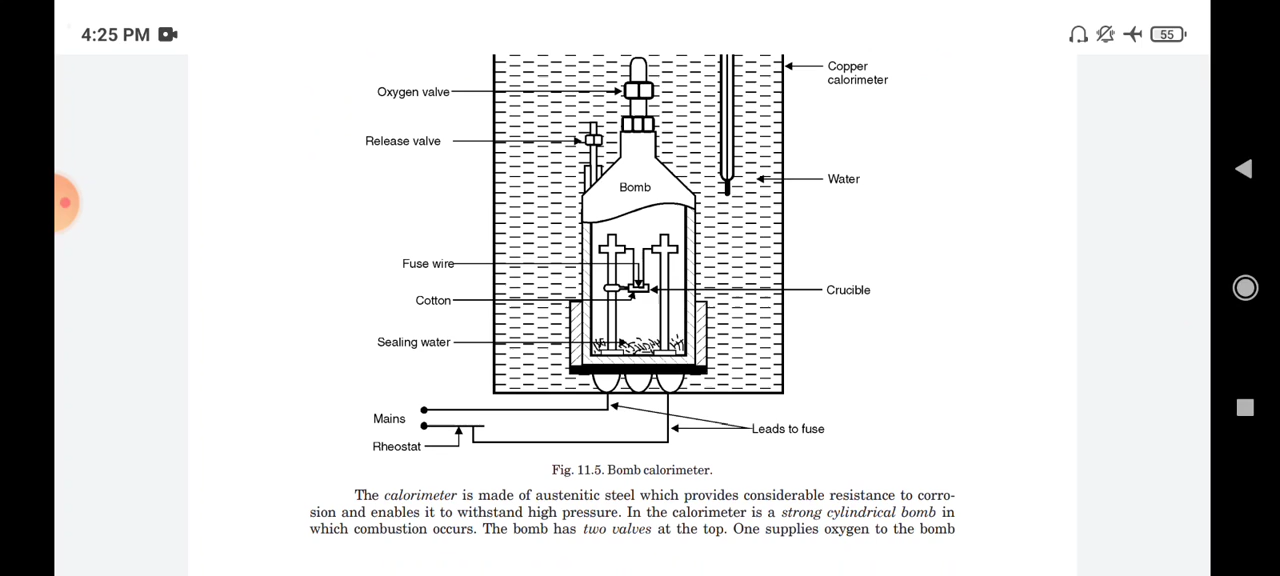 4:25 PM
55
Copper
calorimeter
Oxygen valve
Release valve
Water
Bomb
Fuse wire
Crucible
Cotton
Sealing water
Mains
Leads to fuse
Rheostat
Fig. 11.5. Bomb calorimeter.
The calorimeter is made of austenitic steel which provides considerable resistance to corro-
sion and enables it to withstand high pressure. In the calorimeter is a strong cylindrical bomb in
which combustion occurs. The bomb has two valves at the top. One supplies oxygen to the bomb